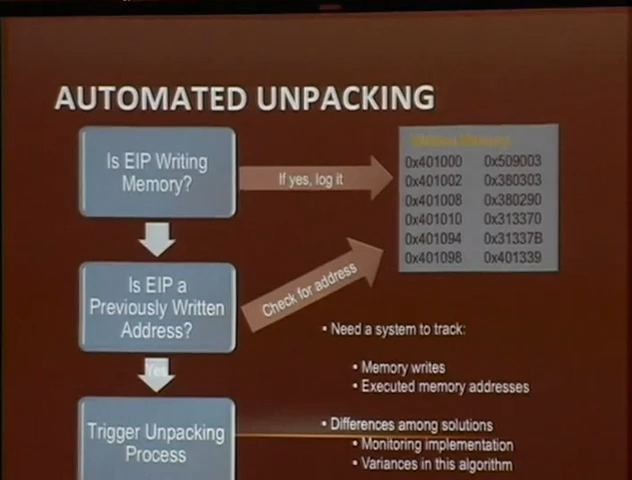 AUTOMATED UNPACKING
Is EIP Writing
Memory?
If yes, log it
Written Memory
0x401000 0x509003
0x401002 0x380303
0x401008 0x380290
0x401010 0x313370
0x401094 0x31337B
0x401098 0x401339
Is EIP a
Previously Written
Address?
Check for address
Yes
Trigger Unpacking
Process
• Need a system to track:
• Memory writes
• Executed memory addresses
• Differences among solutions
• Monitoring implementation
• Variances in this algorithm